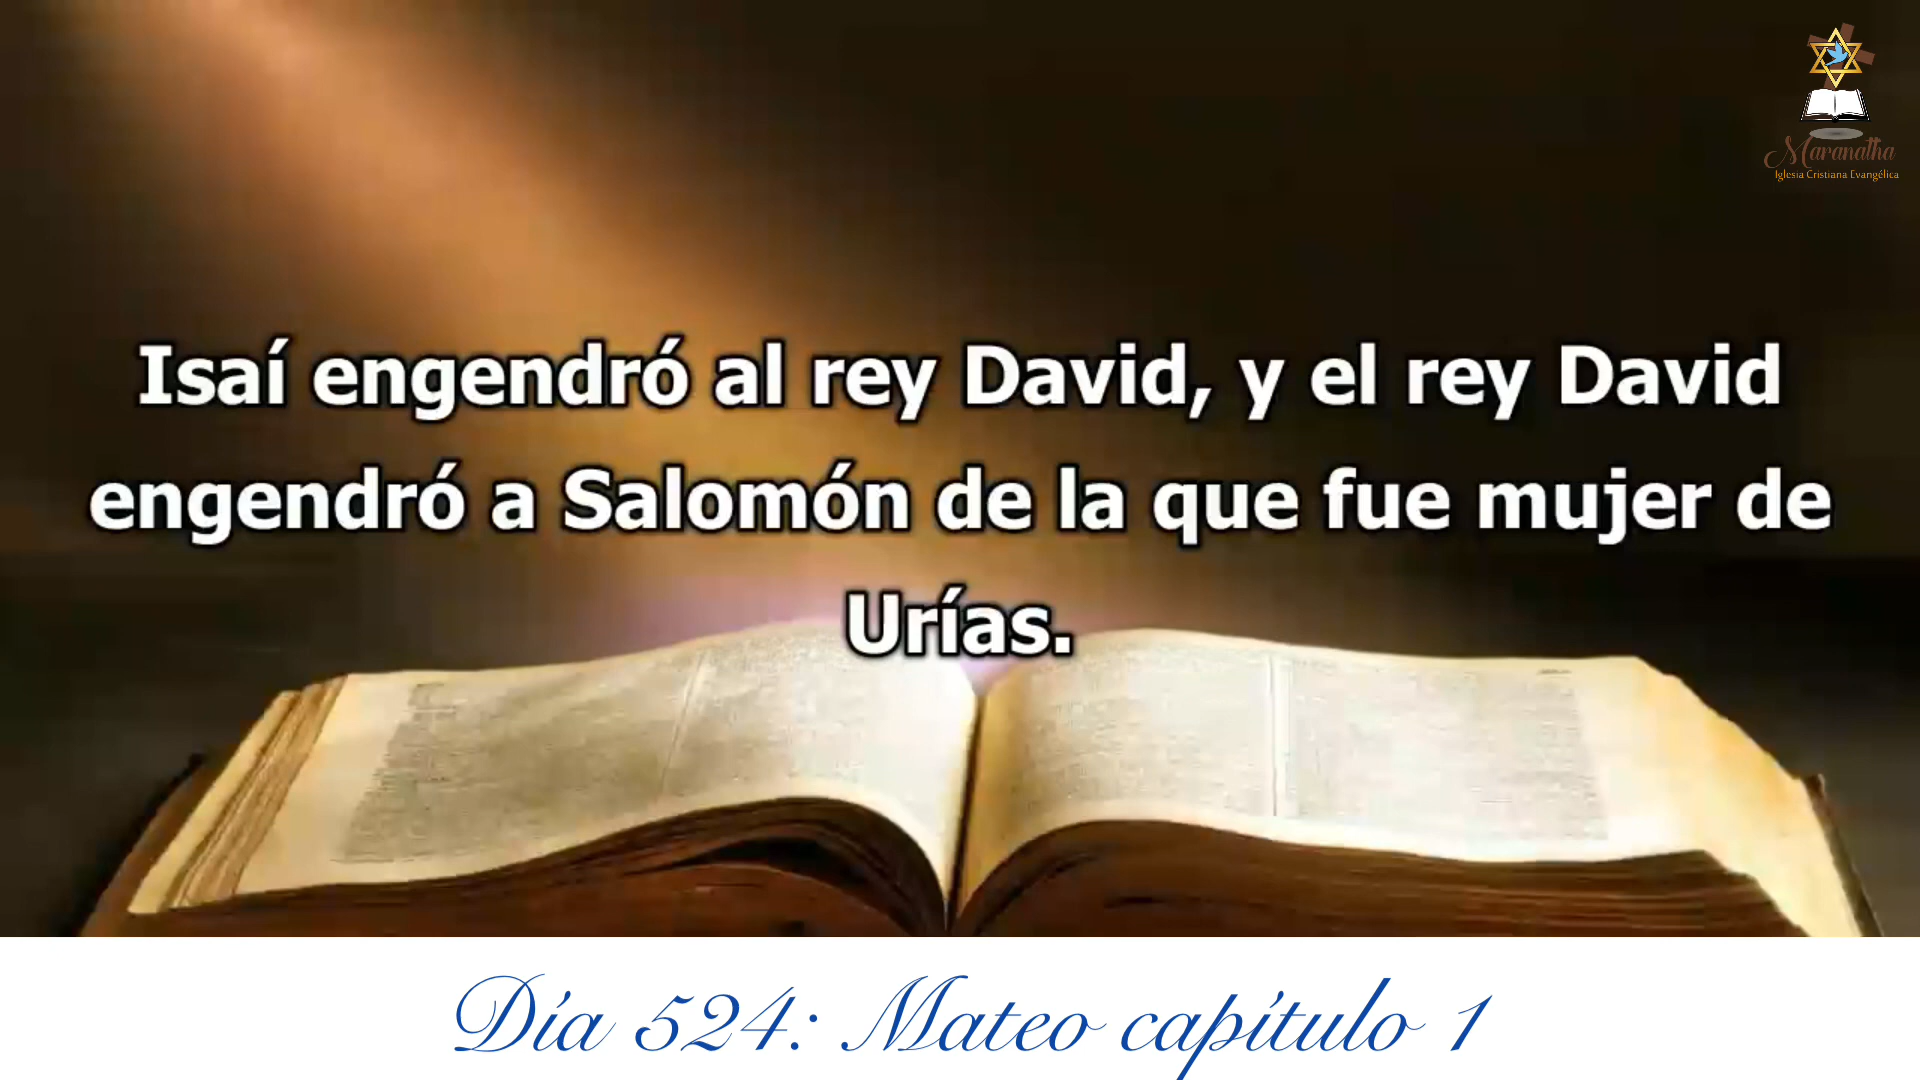 Maranatha
Iglesia Cristiana Evangélica
Isaí engendró al rey David, y el rey David
engendró a Salomón de la que fue mujer de
Urías.
Día 524: Mateo capítulo 1